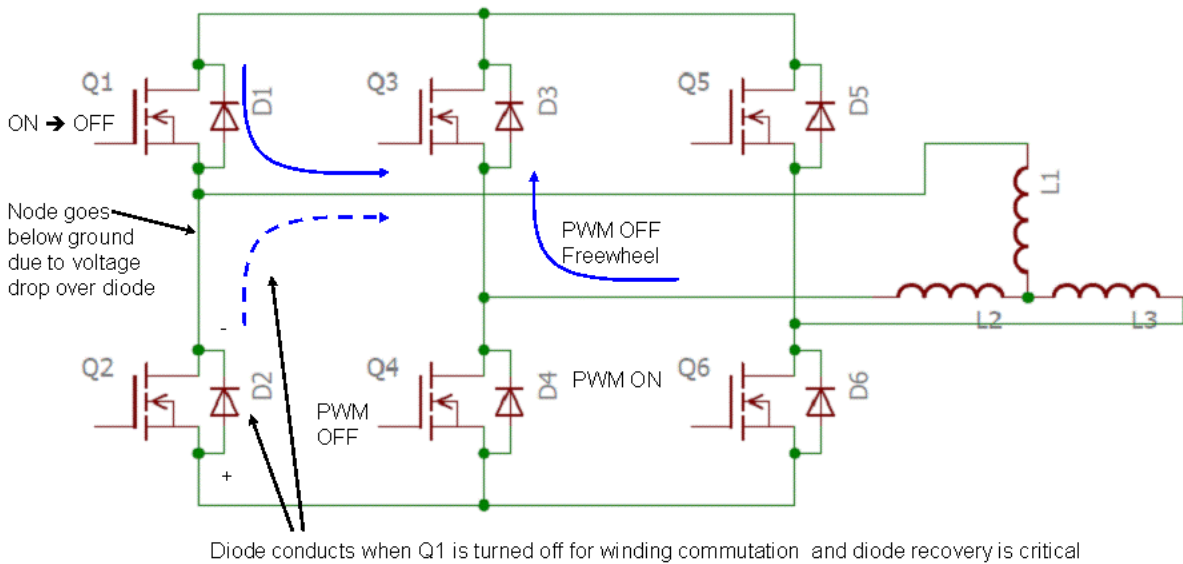 Q1
D1
Q3
D3
Q5
D5
ON ➔ OFF
L1
Node goes
below ground
due to voltage
drop over diode
PWM OFF
Freewheel
L2
L3
-
Q2
D2
Q4
D4
PWM ON
Q6
D6
PWM
OFF
+
Diode conducts when Q1 is turned off for winding commutation and diode recovery is critical